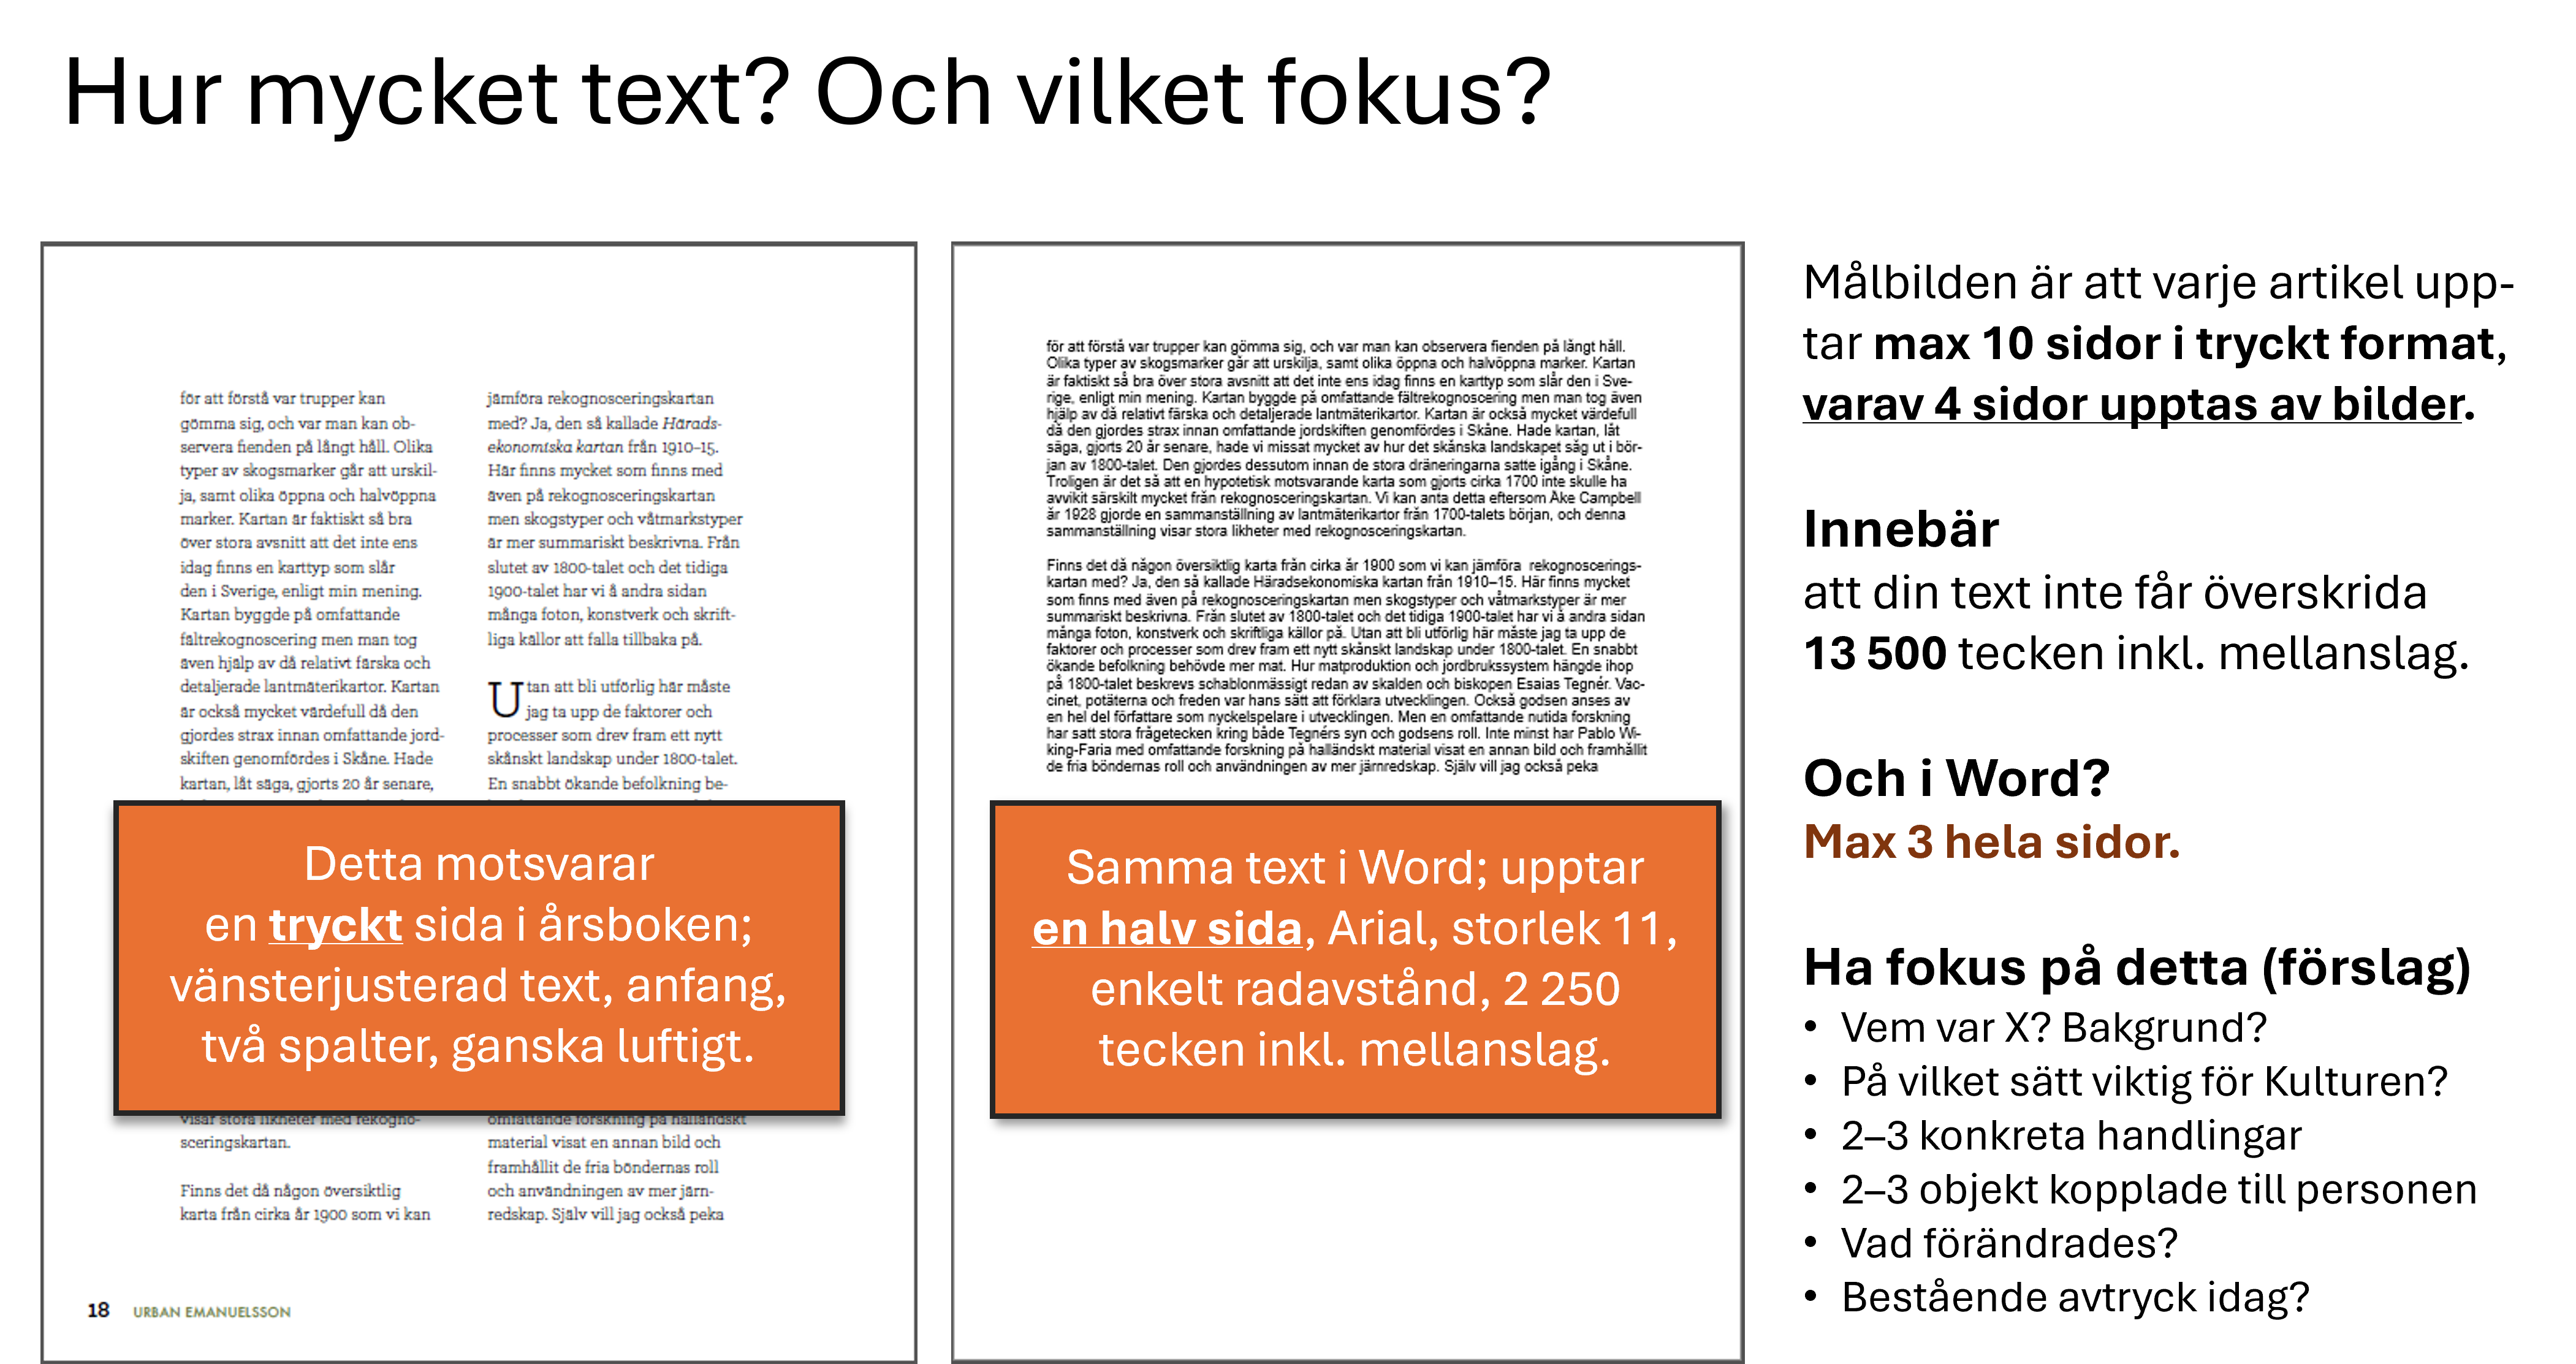 Hur mycket text? Och vilket fokus?
för att förstå var trupper kan
gömma sig, och var man kan ob-
servera fienden på långt håll. Olika
typer av skogsmarker går att urskil-
ja, samt olika öppna och halvöppna
marker. Kartan är faktiskt så bra
över stora avsnitt att det inte ens
idag finns en karttyp som slår
den i Sverige, enligt min mening.
Kartan byggde på omfattande
fältrekognoscering men man tog
även hjälp av då relativt färska och
detaljerade lantmäterikartor. Kartan
är också mycket värdefull då den
gjordes strax innan omfattande jord-
skiften genomfördes i Skåne. Hade
kartan, låt säga, gjorts 20 år senare,
visar stora likheter med rekogno-
sceringskartan.
Finns det då någon översiktlig
karta från cirka år 1900 som vi kan
jämföra rekognosceringskartan
med? Ja, den så kallade Härads-
ekonomiska kartan från 1910–15.
Här finns mycket som finns med
även på rekognosceringskartan
men skogstyper och våtmarkstyper
är mer summariskt beskrivna. Från
slutet av 1800-talet och det tidiga
1900-talet har vi å andra sidan
många foton, konstverk och skrift-
liga källor att falla tillbaka på.
Utan att bli utförlig här måste
jag ta upp de faktorer och
processer som drev fram ett nytt
skånskt landskap under 1800-talet.
En snabbt ökande befolkning be-
omfattande forskning på halländskt
material visat en annan bild och
framhållit de fria böndernas roll
och användningen av mer järn-
redskap. Själv vill jag också peka
Detta motsvarar
en tryckt sida i årsboken;
vänsterjusterad text, anfang,
två spalter, ganska luftigt.
18 URBAN EMANUELSSON
för att förstå var trupper kan gömma sig, och var man kan observera fienden på långt håll.
Olika typer av skogsmarker går att urskilja, samt olika öppna och halvöppna marker. Kartan
är faktiskt så bra över stora avsnitt att det inte ens idag finns en karttyp som slår den i Sve-
rige, enligt min mening. Kartan byggde på omfattande fältrekognoscering men man tog även
hjälp av då relativt färska och detaljerade lantmäterikartor. Kartan är också mycket värdefull
då den gjordes strax innan omfattande jordskiften genomfördes i Skåne. Hade kartan, låt
säga, gjorts 20 år senare, hade vi missat mycket av hur det skånska landskapet såg ut i bör-
jan av 1800-talet. Den gjordes dessutom innan de stora dräneringarna satte igång i Skåne.
Troligen är det så att en hypotetisk motsvarande karta som gjorts cirka 1700 inte skulle ha
avvikit särskilt mycket från rekognosceringskartan. Vi kan anta detta eftersom Åke Campbell
år 1928 gjorde en sammanställning av lantmäterikartor från 1700-talets början, och denna
sammanställning visar stora likheter med rekognosceringskartan.
Finns det då någon översiktlig karta från cirka år 1900 som vi kan jämföra rekognoscerings-
kartan med? Ja, den så kallade Häradsekonomiska kartan från 1910–15. Här finns mycket
som finns med även på rekognosceringskartan men skogstyper och våtmarkstyper är mer
summariskt beskrivna. Från slutet av 1800-talet och det tidiga 1900-talet har vi å andra sidan
många foton, konstverk och skriftliga källor på. Utan att bli utförlig här måste jag ta upp de
faktorer och processer som drev fram ett nytt skånskt landskap under 1800-talet. En snabbt
ökande befolkning behövde mer mat. Hur matproduktion och jordbrukssystem hängde ihop
på 1800-talet beskrevs schablonmässigt redan av skalden och biskopen Esaias Tegnér. Vac-
cinet, potäterna och freden var hans sätt att förklara utvecklingen. Också godsen anses av
en hel del författare som nyckelspelare i utvecklingen. Men en omfattande nutida forskning
har satt stora frågetecken kring både Tegnérs syn och godsens roll. Inte minst har Pablo Wi-
king-Faria med omfattande forskning på halländskt material visat en annan bild och framhållit
de fria böndernas roll och användningen av mer järnredskap. Själv vill jag också peka
Samma text i Word; upptar
en halv sida, Arial, storlek 11,
enkelt radavstånd, 2 250
tecken inkl. mellanslag.
Målbilden är att varje artikel upp-
tar max 10 sidor i tryckt format,
varav 4 sidor upptas av bilder.
Innebär
att din text inte får överskrida
13 500 tecken inkl. mellanslag.
Och i Word?
Max 3 hela sidor.
Ha fokus på detta (förslag)
• Vem var X? Bakgrund?
• På vilket sätt viktig för Kulturen?
• 2–3 konkreta handlingar
• 2–3 objekt kopplade till personen
• Vad förändrades?
• Bestående avtryck idag?